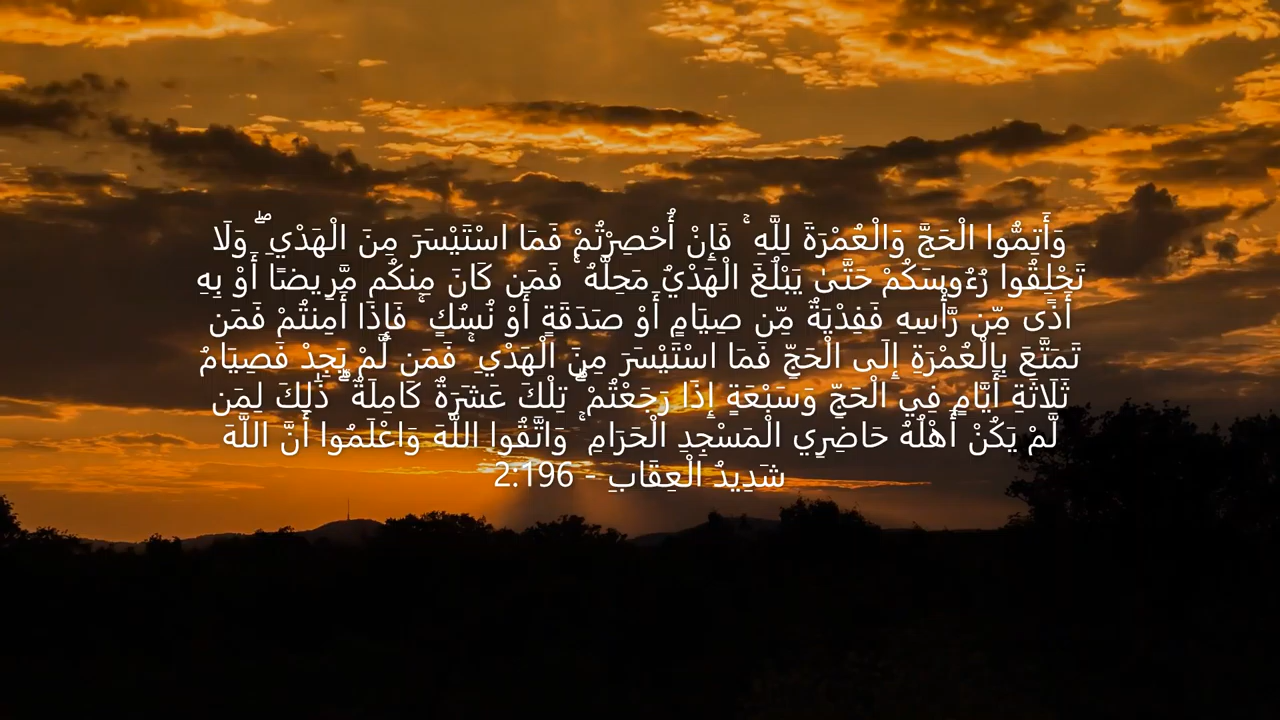 وَأَتِمُّوا الْحَجَّ وَالْعُمْرَةَ لِلَّهِ ۚ فَإِنْ أُحْصِرْتُمْ فَمَا اسْتَيْسَرَ مِنَ الْهَدْيِ ۖ وَلَا
تَحْلِقُوا رُءُوسَكُمْ حَتَّىٰ يَبْلُغَ الْهَدْيُ مَحِلَّهُ ۚ فَمَن كَانَ مِنكُم مَّرِيضًا أَوْ بِهِ
أَذًى مِّن رَّأْسِهِ فَفِدْيَةٌ مِّن صِيَامٍ أَوْ صَدَقَةٍ أَوْ نُسُكٍ ۚ فَإِذَا أَمِنتُمْ فَمَن
تَمَتَّعَ بِالْعُمْرَةِ إِلَى الْحَجِّ فَمَا اسْتَيْسَرَ مِنَ الْهَدْيِ ۚ فَمَن لَّمْ يَجِدْ فَصِيَامُ
ثَلَاثَةِ أَيَّامٍ فِي الْحَجِّ وَسَبْعَةٍ إِذَا رَجَعْتُمْ ۗ تِلْكَ عَشَرَةٌ كَامِلَةٌ ۗ ذَٰلِكَ لِمَن
لَّمْ يَكُنْ أَهْلُهُ حَاضِرِي الْمَسْجِدِ الْحَرَامِ ۚ وَاتَّقُوا اللَّهَ وَاعْلَمُوا أَنَّ اللَّهَ
شَدِيدُ الْعِقَابِ - 2:196